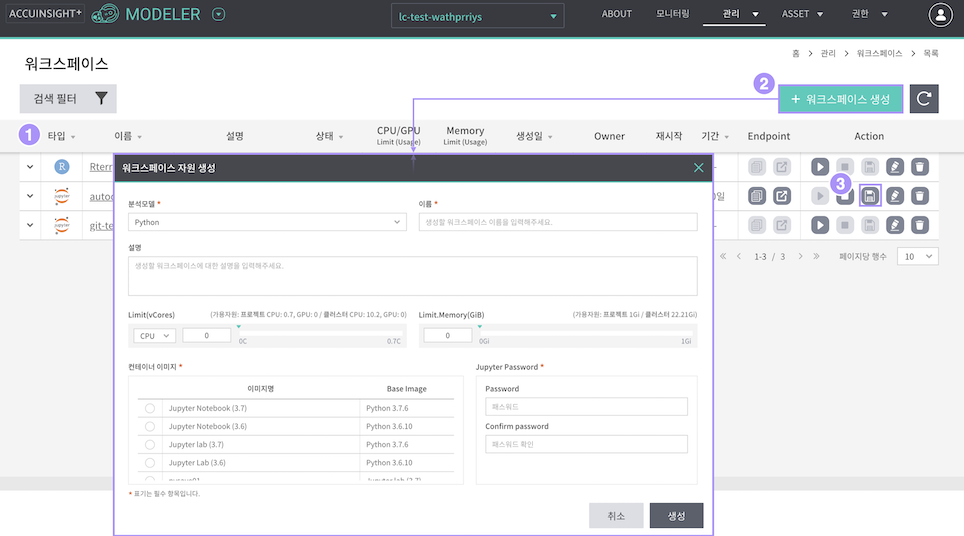 ACCUINSIGHT+ MODELER lc-test-wathprriys ABOUT 모니터링 관리 ASSET 권한
워크스페이스 홈 > 관리 > 워크스페이스 > 목록
검색 필터 2 + 워크스페이스 생성
1 타입 이름 설명 상태 CPU/GPU Limit (Usage) Memory Limit (Usage) 생성일 Owner 재시작 기간 Endpoint Action
R Rterr
jupyter autoc 0일 3
jupyter git-te
1-3 / 3 페이지당 행수 10
워크스페이스 자원 생성
분석모델 * 이름 *
Python 생성할 워크스페이스 이름을 입력해주세요.
설명
생성할 워크스페이스에 대한 설명을 입력해주세요.
Limit(vCores) (가용자원: 프로젝트 CPU: 0.7, GPU: 0 / 클러스터 CPU: 10.2, GPU: 0) Limit.Memory(GiB) (가용자원: 프로젝트 1Gi / 클러스터 22.21Gi)
CPU 0 0C 0.7C 0 0Gi 1Gi
컨테이너 이미지 * Jupyter Password *
이미지명 Base Image Password
Jupyter Notebook (3.7) Python 3.7.6 패스워드
Jupyter Notebook (3.6) Python 3.6.10 Confirm password
Jupyter lab (3.7) Python 3.7.6 패스워드 확인
Jupyter Lab (3.6) Python 3.6.10
* 표기는 필수 항목입니다.
취소 생성